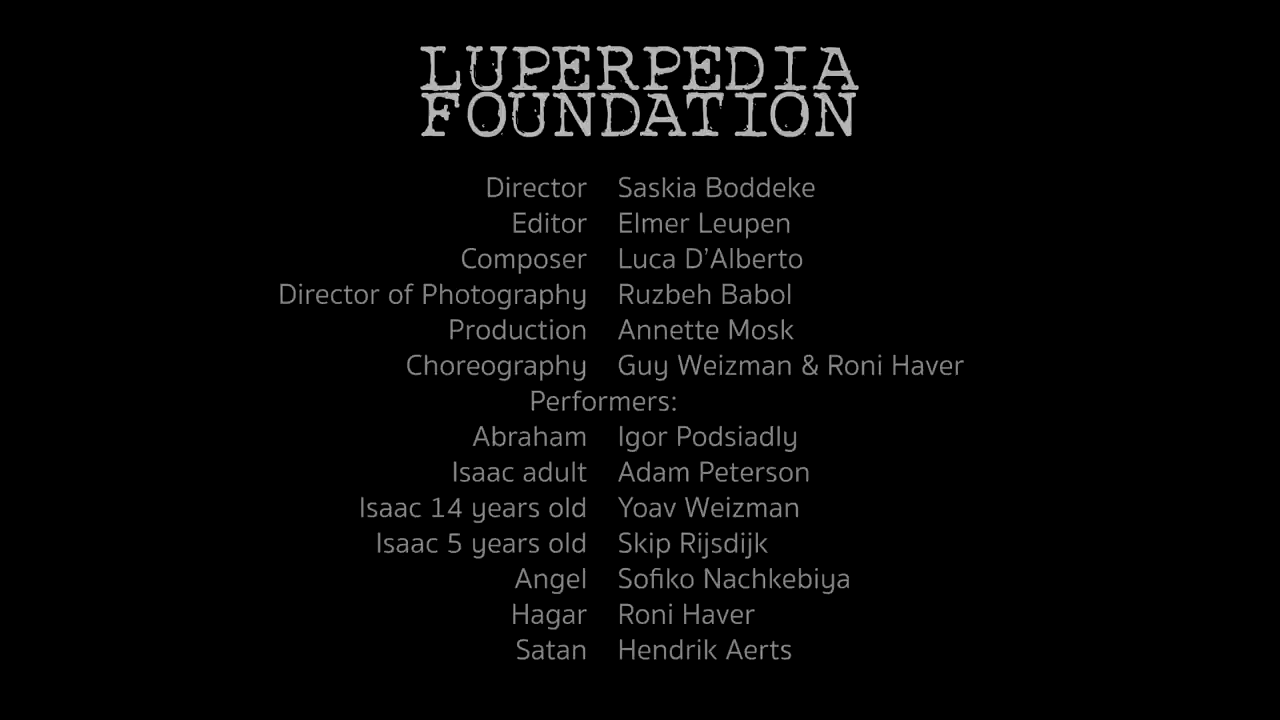 LUPERPEDIA
FOUNDATION
Director Saskia Boddeke
Editor Elmer Leupen
Composer Luca D’Alberto
Director of Photography Ruzbeh Babol
Production Annette Mosk
Choreography Guy Weizman & Roni Haver
Performers:
Abraham Igor Podsiadly
Isaac adult Adam Peterson
Isaac 14 years old Yoav Weizman
Isaac 5 years old Skip Rijsdijk
Angel Sofiko Nachkebiya
Hagar Roni Haver
Satan Hendrik Aerts